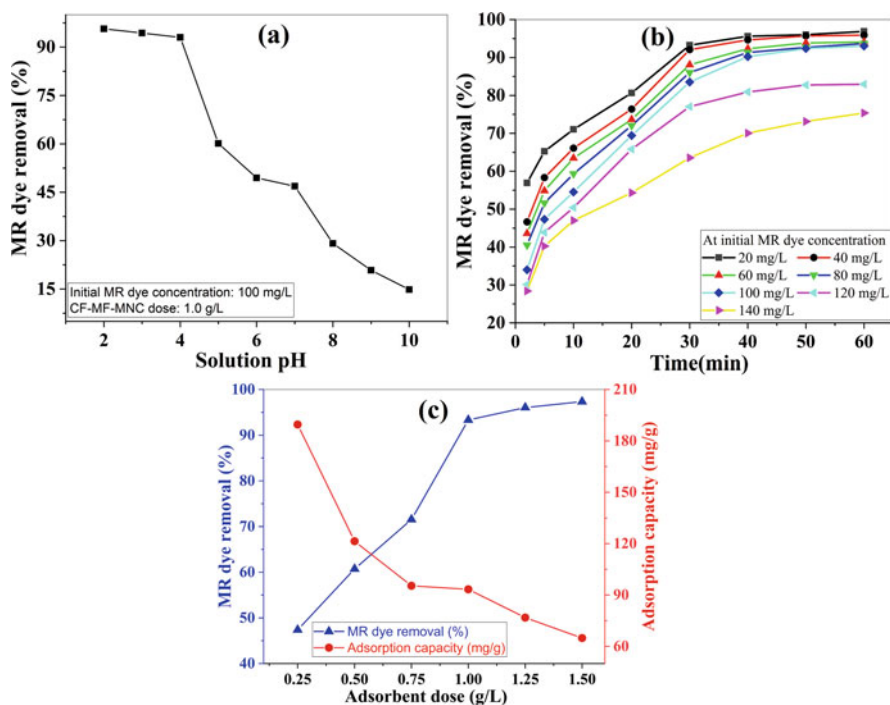 (a)
MR dye removal (%)
95
75
60
45
30
15
Initial MR dye concentration: 100 mg/L
CF-MF-MNC dose: 1.0 g/L
2 4 6 8 10
Solution pH
(b)
MR dye removal (%)
100
90
80
70
60
50
40
30
20
At initial MR dye concentration
20 mg/L 40 mg/L
60 mg/L 80 mg/L
100 mg/L 120 mg/L
140 mg/L
0 10 20 30 40 50 60
Time(min)
(c)
MR dye removal (%)
100
90
80
70
60
50
40
210
180
150
120
90
60
Adsorption capacity (mg/g)
MR dye removal (%)
Adsorption capacity (mg/g)
0.25 0.50 0.75 1.00 1.25 1.50
Adsorbent dose (g/L)